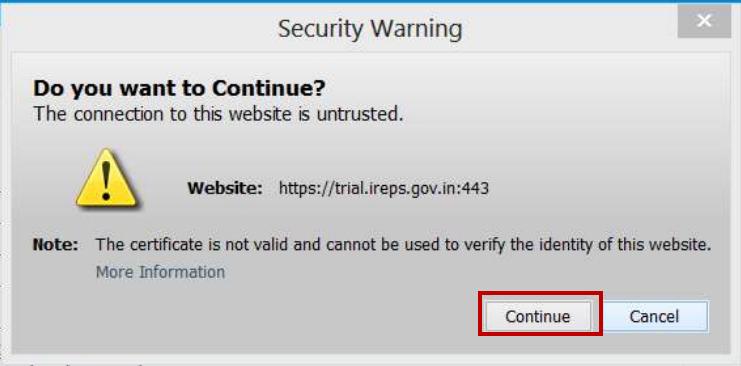 Security Warning
Do you want to Continue?
The connection to this website is untrusted.
Website: https://trial.ireps.gov.in:443
Note: The certificate is not valid and cannot be used to verify the identity of this website.
More Information
Continue Cancel